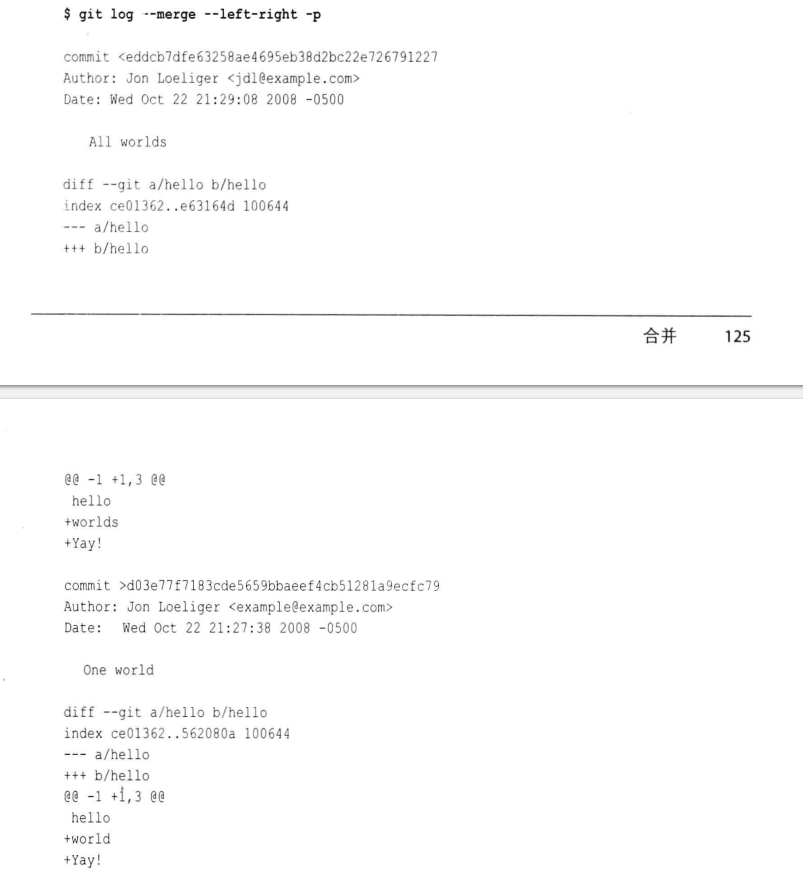 $ git log --merge --left-right -p
commit <eddcb7dfe63258ae4695eb38d2bc22e726791227
Author: Jon Loeliger <jdl@example.com>
Date: Wed Oct 22 21:29:08 2008 -0500
All worlds
diff --git a/hello b/hello
index ce01362..e63164d 100644
--- a/hello
+++ b/hello
合并 125
@@ -1 +1,3 @@
hello
+worlds
+Yay!
commit >d03e77f7183cde5659bbaeef4cb51281a9ecfc79
Author: Jon Loeliger <example@example.com>
Date: Wed Oct 22 21:27:38 2008 -0500
One world
diff --git a/hello b/hello
index ce01362..562080a 100644
--- a/hello
+++ b/hello
@@ -1 +1,3 @@
hello
+world
+Yay!